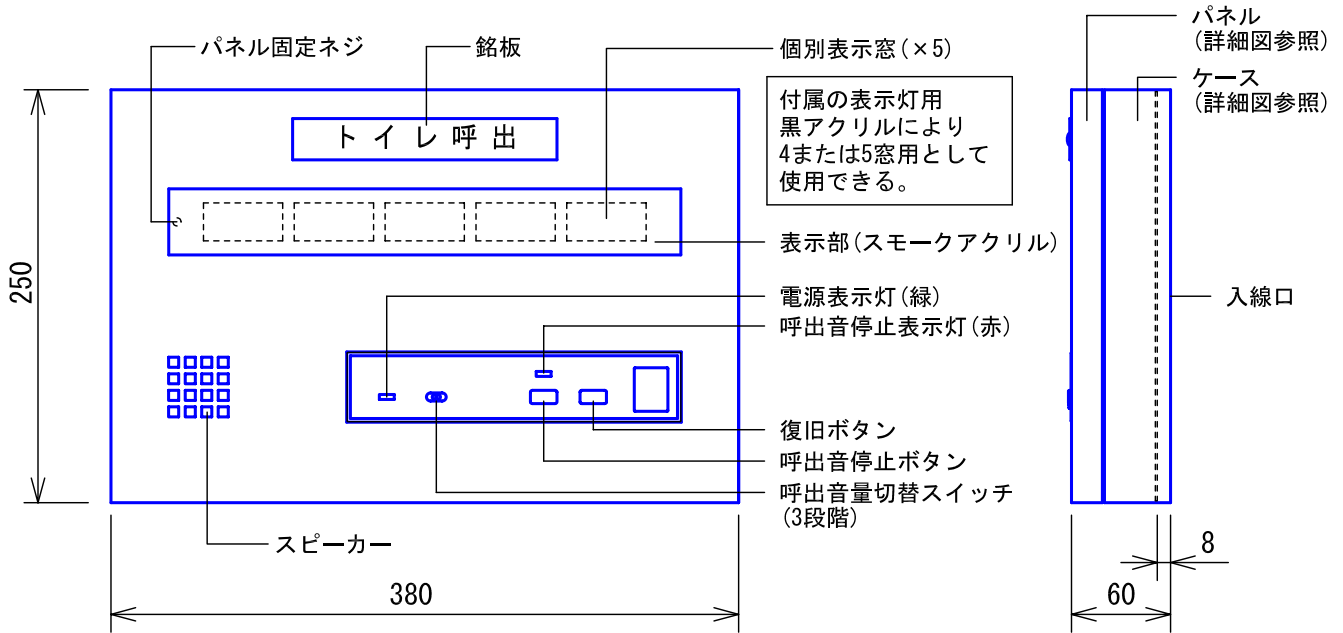 パネル固定ネジ
銘板
個別表示窓(×5)
付属の表示灯用
黒アクリルにより
4または5窓用として
使用できる。
トイレ呼出
表示部(スモークアクリル)
電源表示灯(緑)
呼出音停止表示灯(赤)
復旧ボタン
呼出音停止ボタン
呼出音量切替スイッチ
(3段階)
スピーカー
250
380
パネル
(詳細図参照)
ケース
(詳細図参照)
入線口
8
60